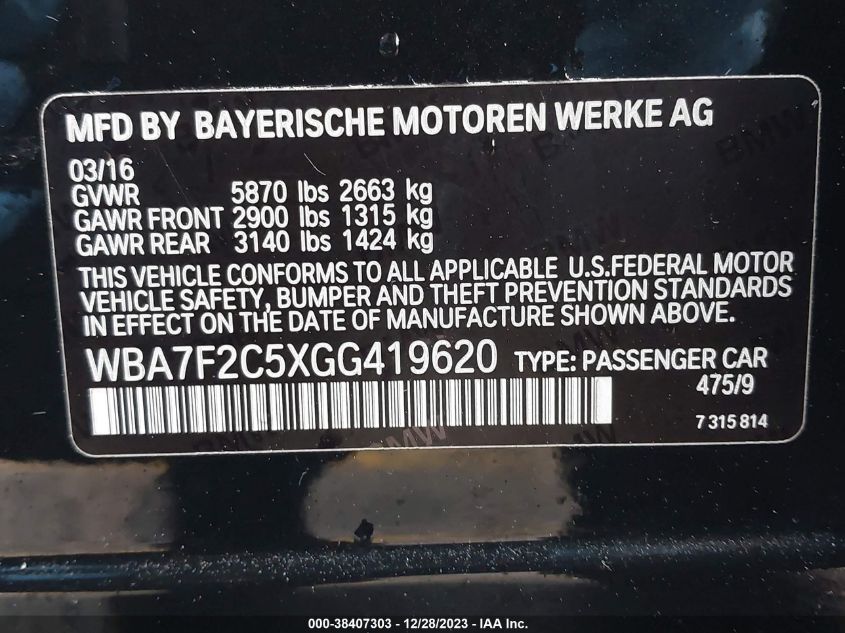 MFD BY BAYERISCHE MOTOREN WERKE AG
03/16
GVWR 5870 lbs 2663 kg
GAWR FRONT 2900 lbs 1315 kg
GAWR REAR 3140 lbs 1424 kg
THIS VEHICLE CONFORMS TO ALL APPLICABLE U.S.FEDERAL MOTOR
VEHICLE SAFETY, BUMPER AND THEFT PREVENTION STANDARDS
IN EFFECT ON THE DATE OF MANUFACTURE SHOWN ABOVE.
WBA7F2C5XGG419620 TYPE: PASSENGER CAR
475/9
7 315 814
000-38407303 - 12/28/2023 - IAA Inc.